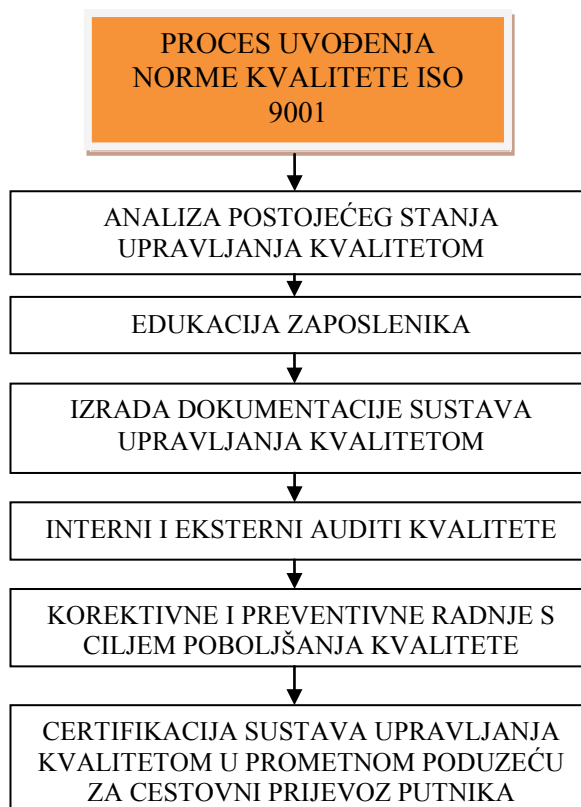 PROCES UVOĐENJA
NORME KVALITETE ISO
9001
ANALIZA POSTOJEĆEG STANJA
UPRAVLJANJA KVALITETOM
EDUKACIJA ZAPOSLENIKA
IZRADA DOKUMENTACIJE SUSTAVA
UPRAVLJANJA KVALITETOM
INTERNI I EKSTERNI AUDITI KVALITETE
KOREKTIVNE I PREVENTIVNE RADNJE S
CILJEM POBOLJŠANJA KVALITETE
CERTIFIKACIJA SUSTAVA UPRAVLJANJA
KVALITETOM U PROMETNOM PODUZEĆU
ZA CESTOVNI PRIJEVOZ PUTNIKA